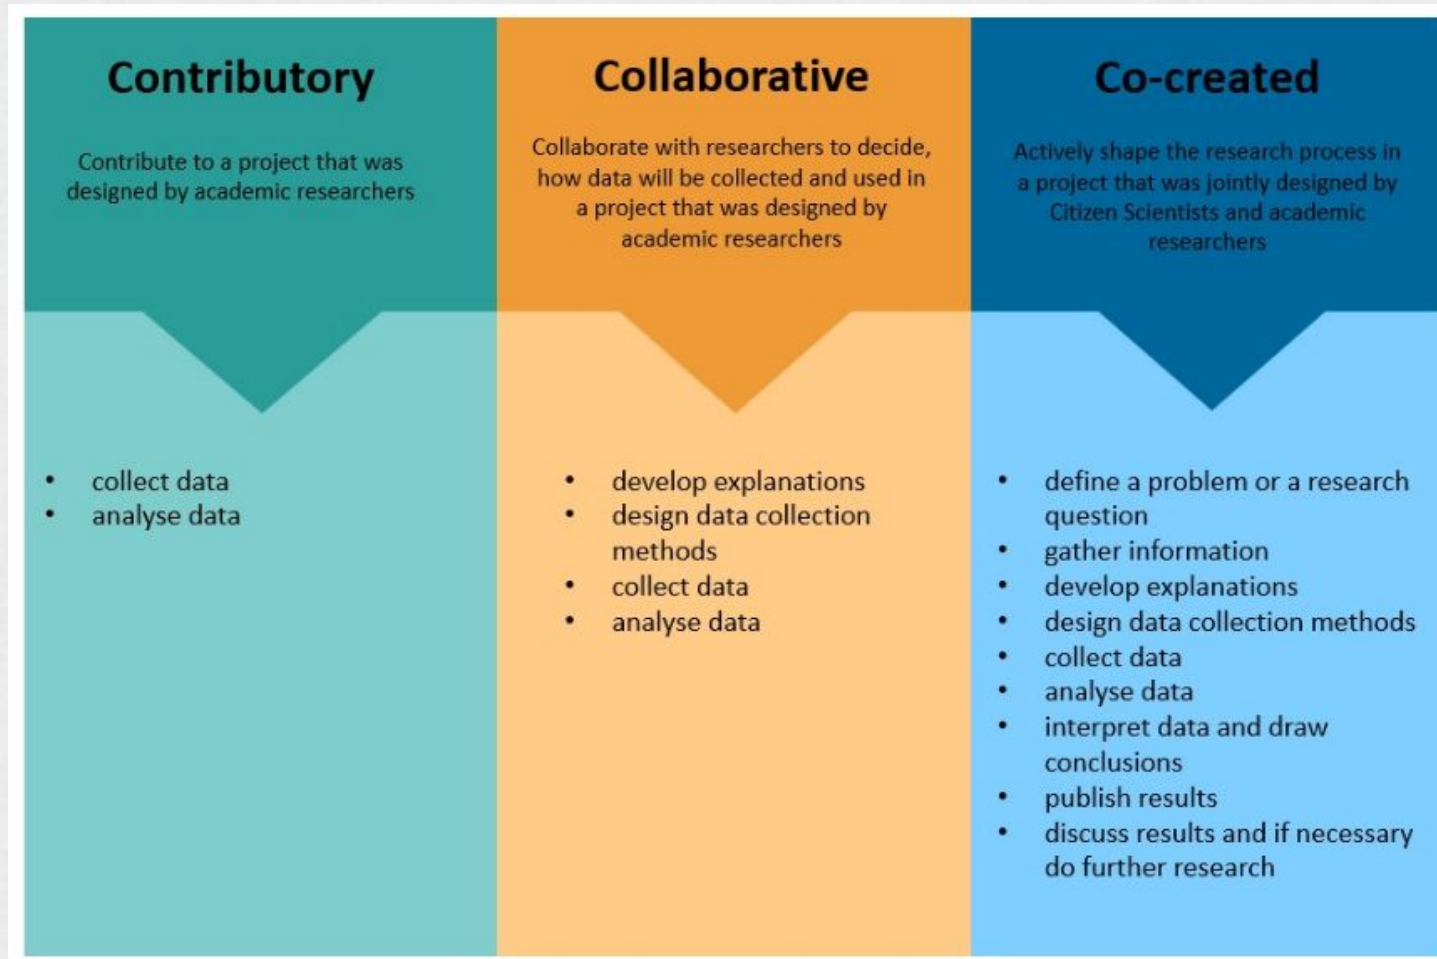 Contributory
Contribute to a project that was
designed by academic researchers
• collect data
• analyse data
Collaborative
Collaborate with researchers to decide,
how data will be collected and used in
a project that was designed by
academic researchers
• develop explanations
• design data collection
methods
• collect data
• analyse data
Co-created
Actively shape the research process in
a project that was jointly designed by
Citizen Scientists and academic
researchers
• define a problem or a research
question
• gather information
• develop explanations
• design data collection methods
• collect data
• analyse data
• interpret data and draw
conclusions
• publish results
• discuss results and if necessary
do further research